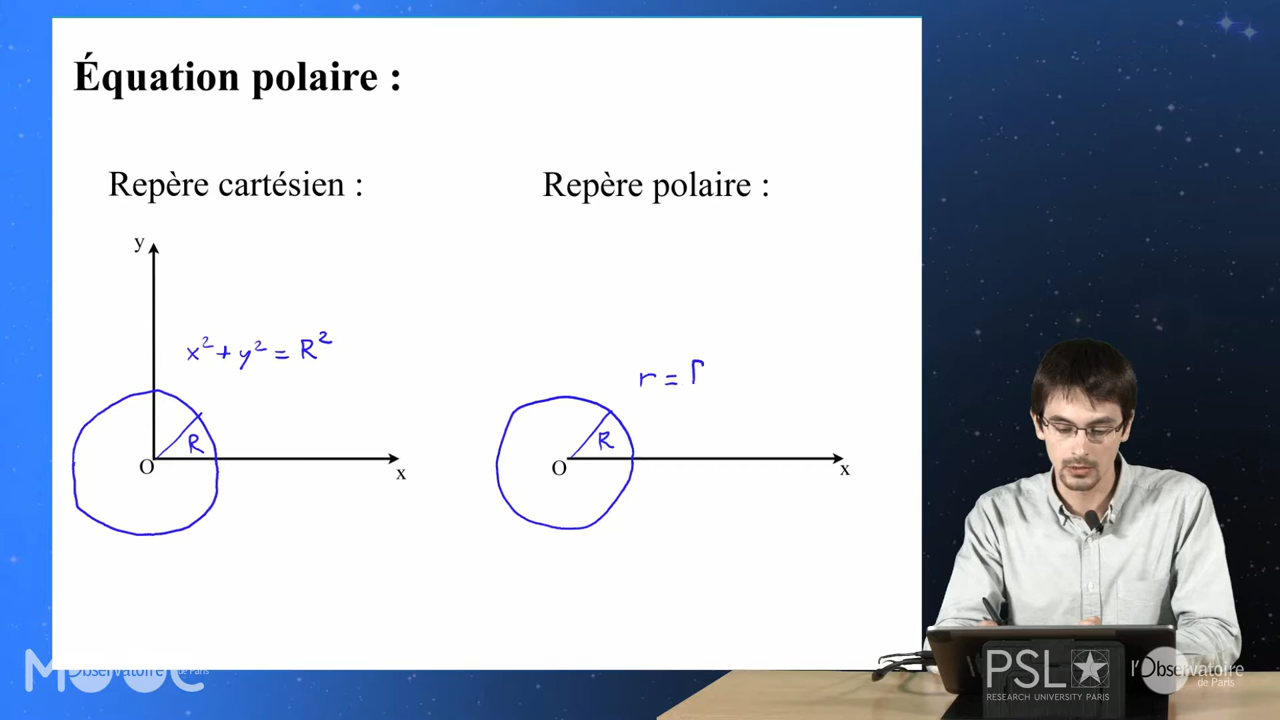 Équation polaire :
Repère cartésien :
Repère polaire :
y
x² + y² = R²
r = Γ
R
R
O
x
O
x
MOOC
l'Observatoire de Paris
PSL
RESEARCH UNIVERSITY PARIS
l'Observatoire
de Paris